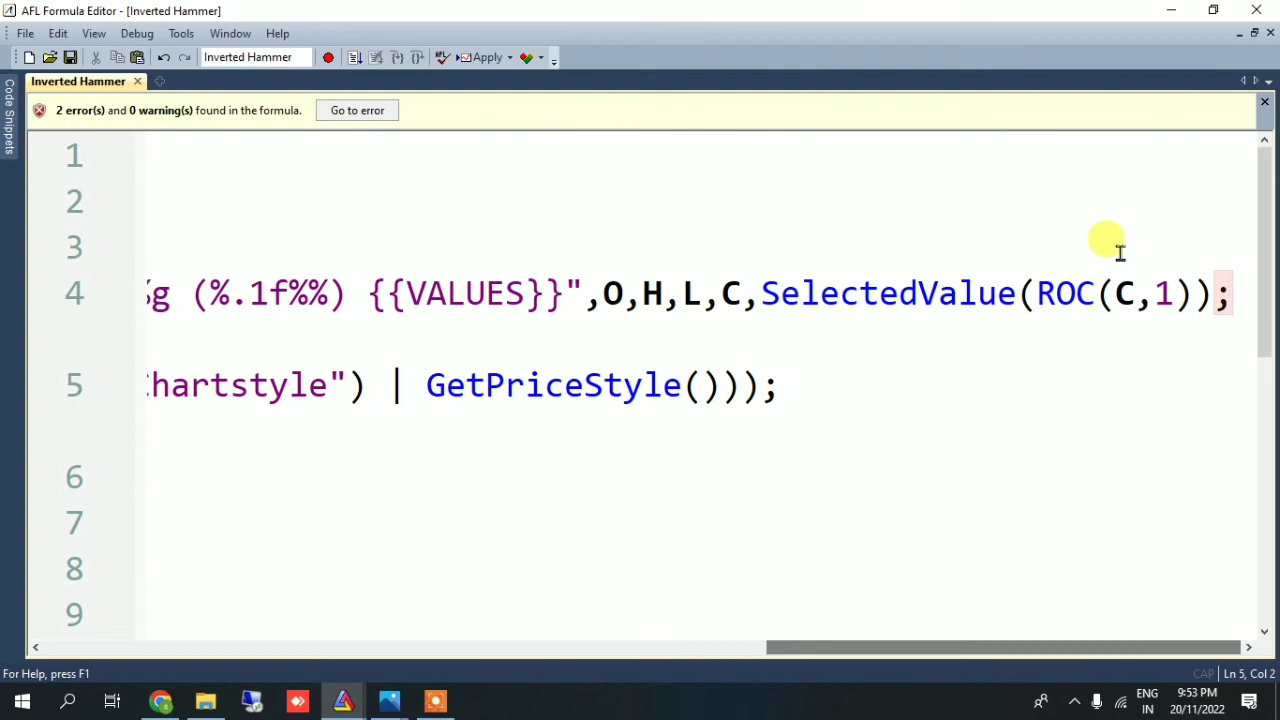 AFL Formula Editor - [Inverted Hammer]
File Edit View Debug Tools Window Help
Inverted Hammer
Apply
Inverted Hammer
Code Snippets
2 error(s) and 0 warning(s) found in the formula.
Go to error
1
2
3
4 %g (%.1f%%) {{VALUES}}",O,H,L,C,SelectedValue(ROC(C,1));
5 Chartstyle") | GetPriceStyle()));
6
7
8
9
For Help, press F1
CAP
Ln 5, Col 2
ENG
IN
9:53 PM
20/11/2022